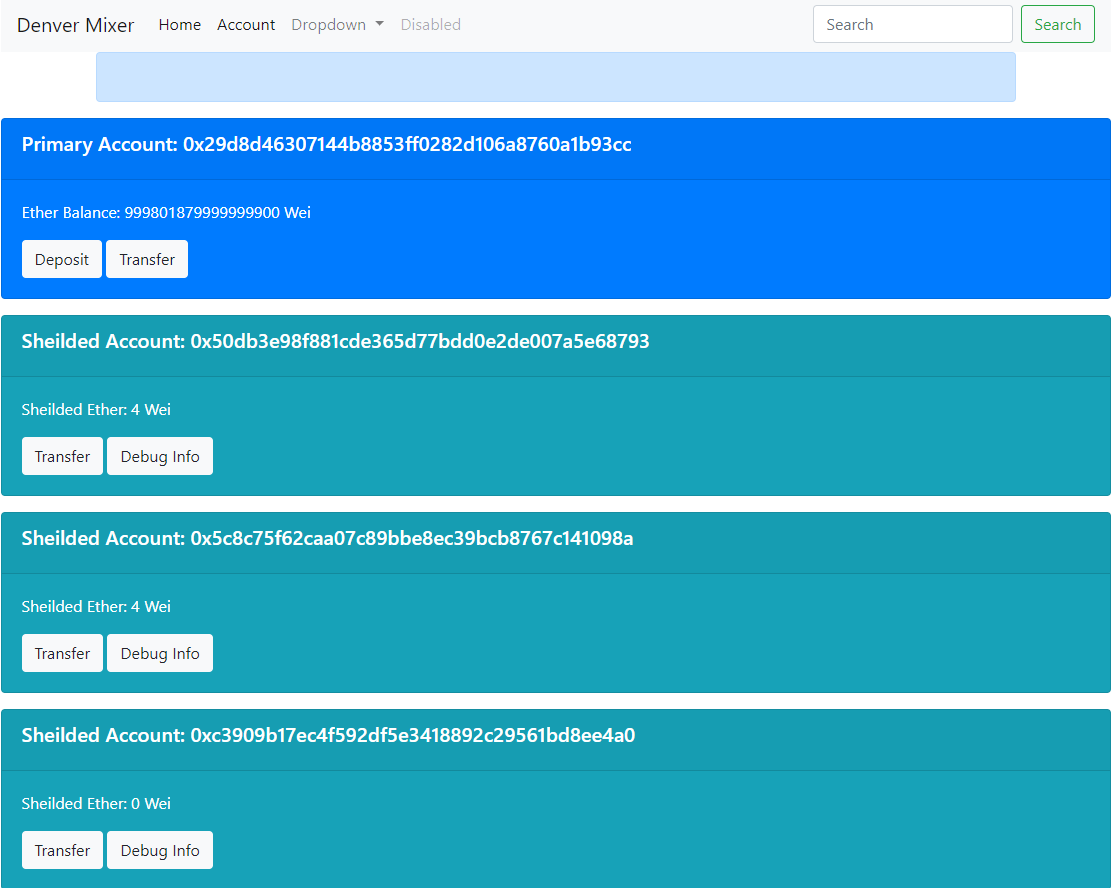 Denver Mixer Home Account Dropdown Disabled Search Search
Primary Account: 0x29d8d46307144b8853ff0282d106a8760a1b93cc
Ether Balance: 999801879999999900 Wei
Deposit Transfer
Sheilded Account: 0x50db3e98f881cde365d77bdd0e2de007a5e68793
Sheilded Ether: 4 Wei
Transfer Debug Info
Sheilded Account: 0x5c8c75f62caa07c89bbe8ec39bcb8767c141098a
Sheilded Ether: 4 Wei
Transfer Debug Info
Sheilded Account: 0xc3909b17ec4f592df5e3418892c29561bd8ee4a0
Sheilded Ether: 0 Wei
Transfer Debug Info